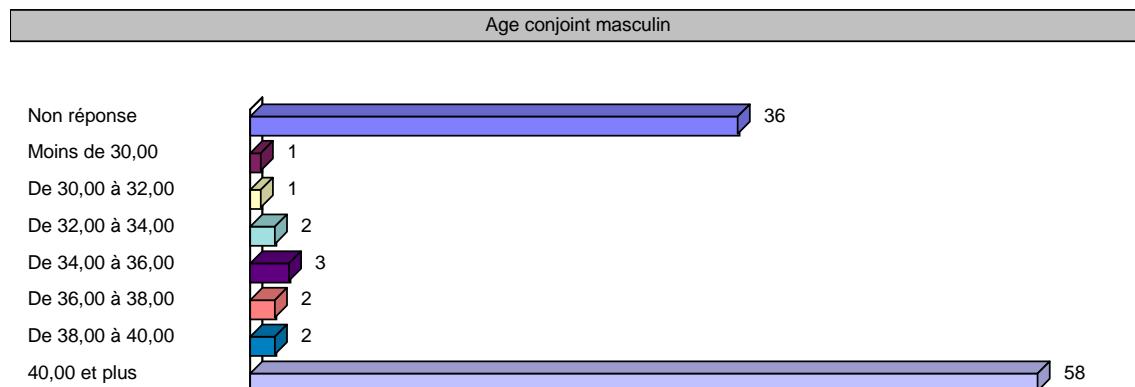 Age conjoint masculin
Non réponse 36
Moins de 30,00 1
De 30,00 à 32,00 1
De 32,00 à 34,00 2
De 34,00 à 36,00 3
De 36,00 à 38,00 2
De 38,00 à 40,00 2
40,00 et plus 58